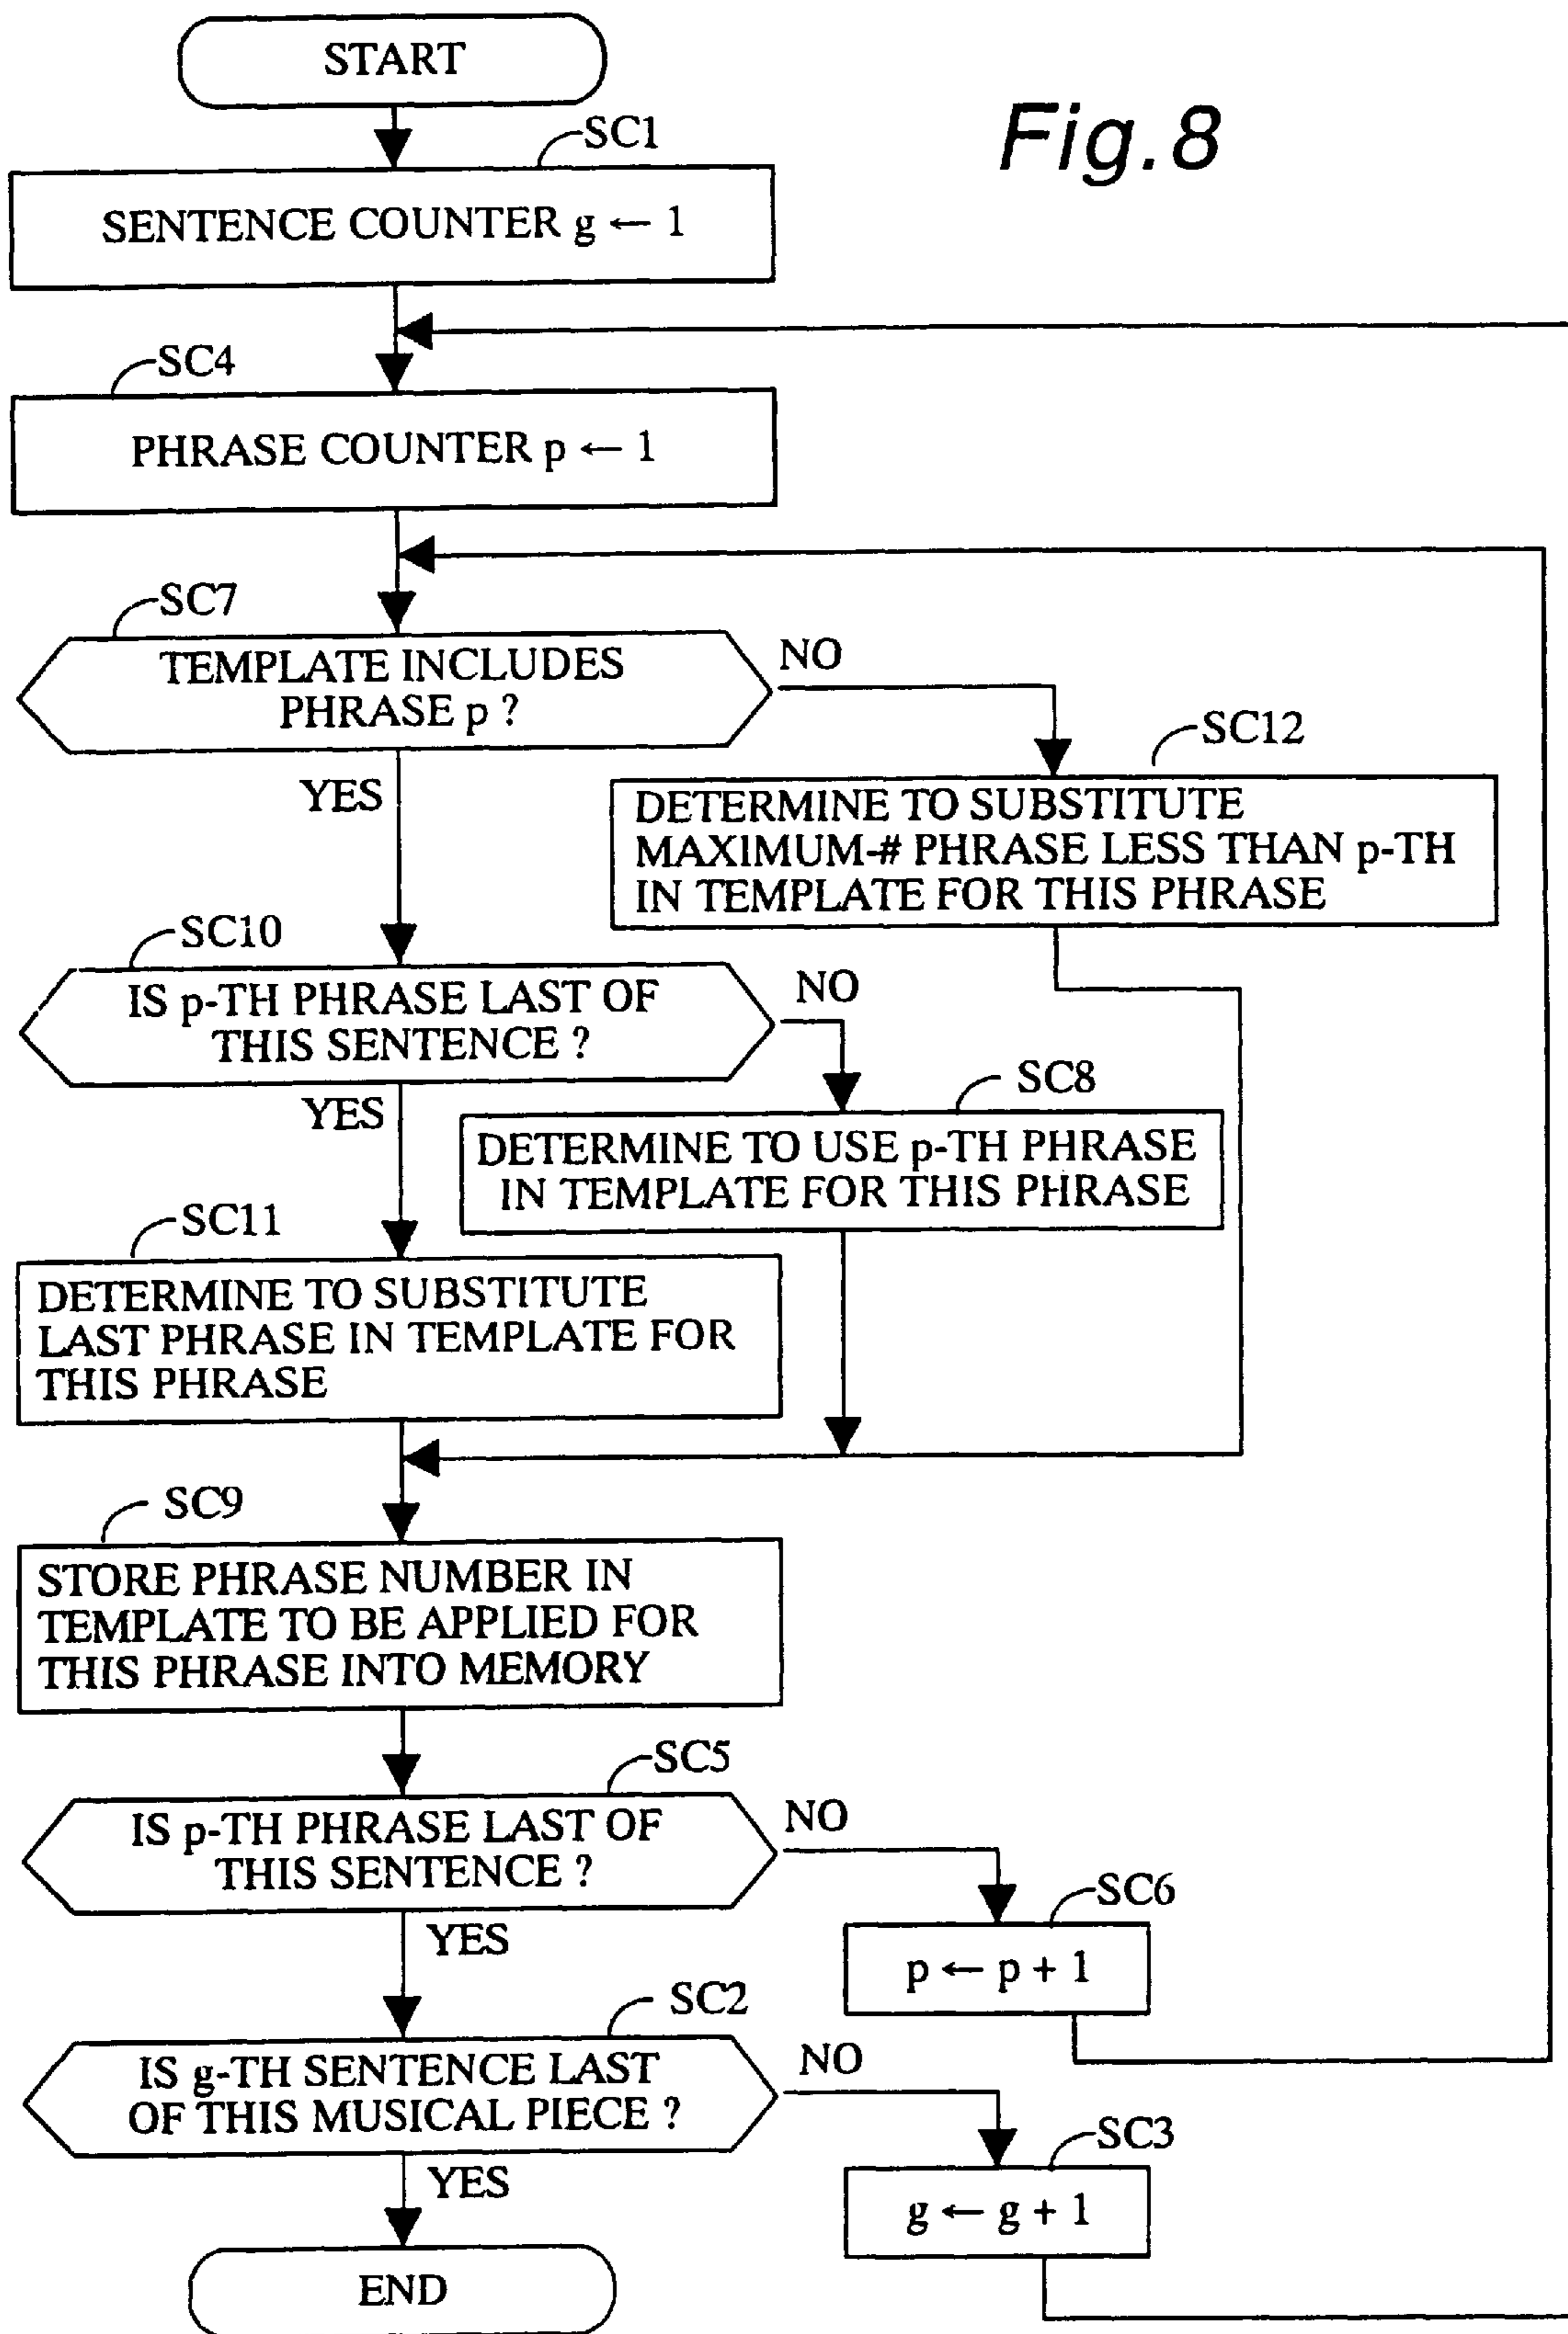 START
Fig.8
SC1
SENTENCE COUNTER g ← 1
SC4
PHRASE COUNTER p ← 1
SC7
TEMPLATE INCLUDES
PHRASE p ?
NO
YES
SC12
DETERMINE TO SUBSTITUTE
MAXIMUM-# PHRASE LESS THAN p-TH
IN TEMPLATE FOR THIS PHRASE
SC10
IS p-TH PHRASE LAST OF
THIS SENTENCE ?
NO
YES
SC8
DETERMINE TO USE p-TH PHRASE
IN TEMPLATE FOR THIS PHRASE
SC11
DETERMINE TO SUBSTITUTE
LAST PHRASE IN TEMPLATE FOR
THIS PHRASE
SC9
STORE PHRASE NUMBER IN
TEMPLATE TO BE APPLIED FOR
THIS PHRASE INTO MEMORY
SC5
IS p-TH PHRASE LAST OF
THIS SENTENCE ?
NO
YES
SC6
p ← p + 1
SC2
IS g-TH SENTENCE LAST
OF THIS MUSICAL PIECE ?
NO
YES
SC3
g ← g + 1
END